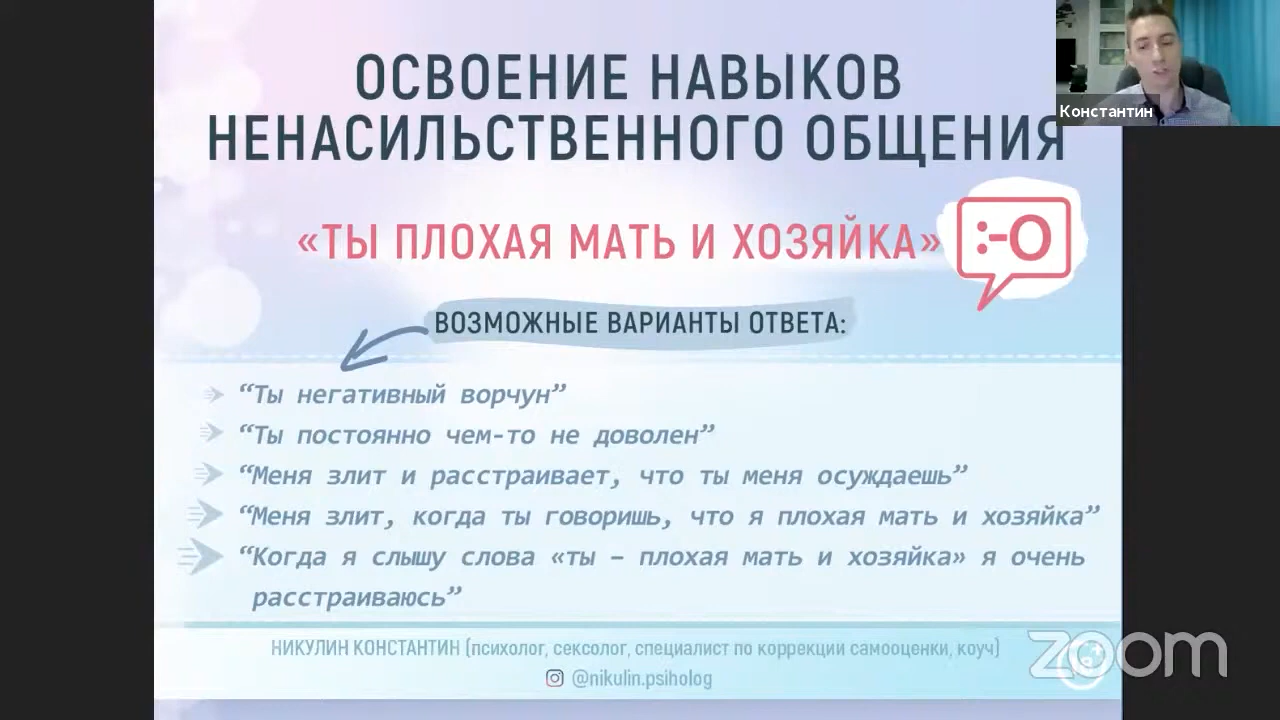 ОСВОЕНИЕ НАВЫКОВ
НЕНАСИЛЬСТВЕННОГО ОБЩЕНИЯ
Константин
«ТЫ ПЛОХАЯ МАТЬ И ХОЗЯЙКА»
:-O
ВОЗМОЖНЫЕ ВАРИАНТЫ ОТВЕТА:
“Ты негативный ворчун”
“Ты постоянно чем-то не доволен”
“Меня злит и расстраивает, что ты меня осуждаешь”
“Меня злит, когда ты говоришь, что я плохая мать и хозяйка”
“Когда я слышу слова «ты – плохая мать и хозяйка» я очень
расстраиваюсь”
НИКУЛИН КОНСТАНТИН (психолог, сексолог, специалист по коррекции самооценки, коуч)
@nikulin.psiholog
zoom